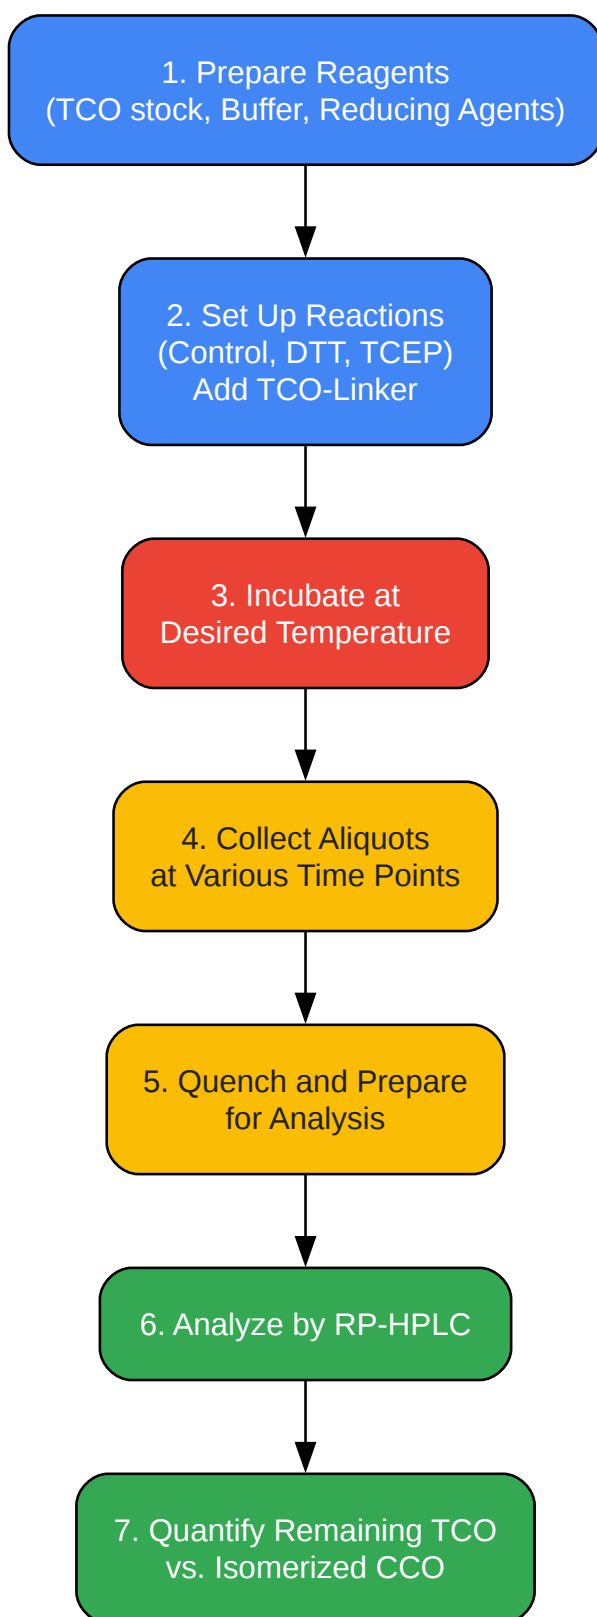 1. Prepare Reagents
(TCO stock, Buffer, Reducing Agents)
2. Set Up Reactions
(Control, DTT, TCEP)
Add TCO-Linker
3. Incubate at
Desired Temperature
4. Collect Aliquots
at Various Time Points
5. Quench and Prepare
for Analysis
6. Analyze by RP-HPLC
7. Quantify Remaining TCO
vs. Isomerized CCO